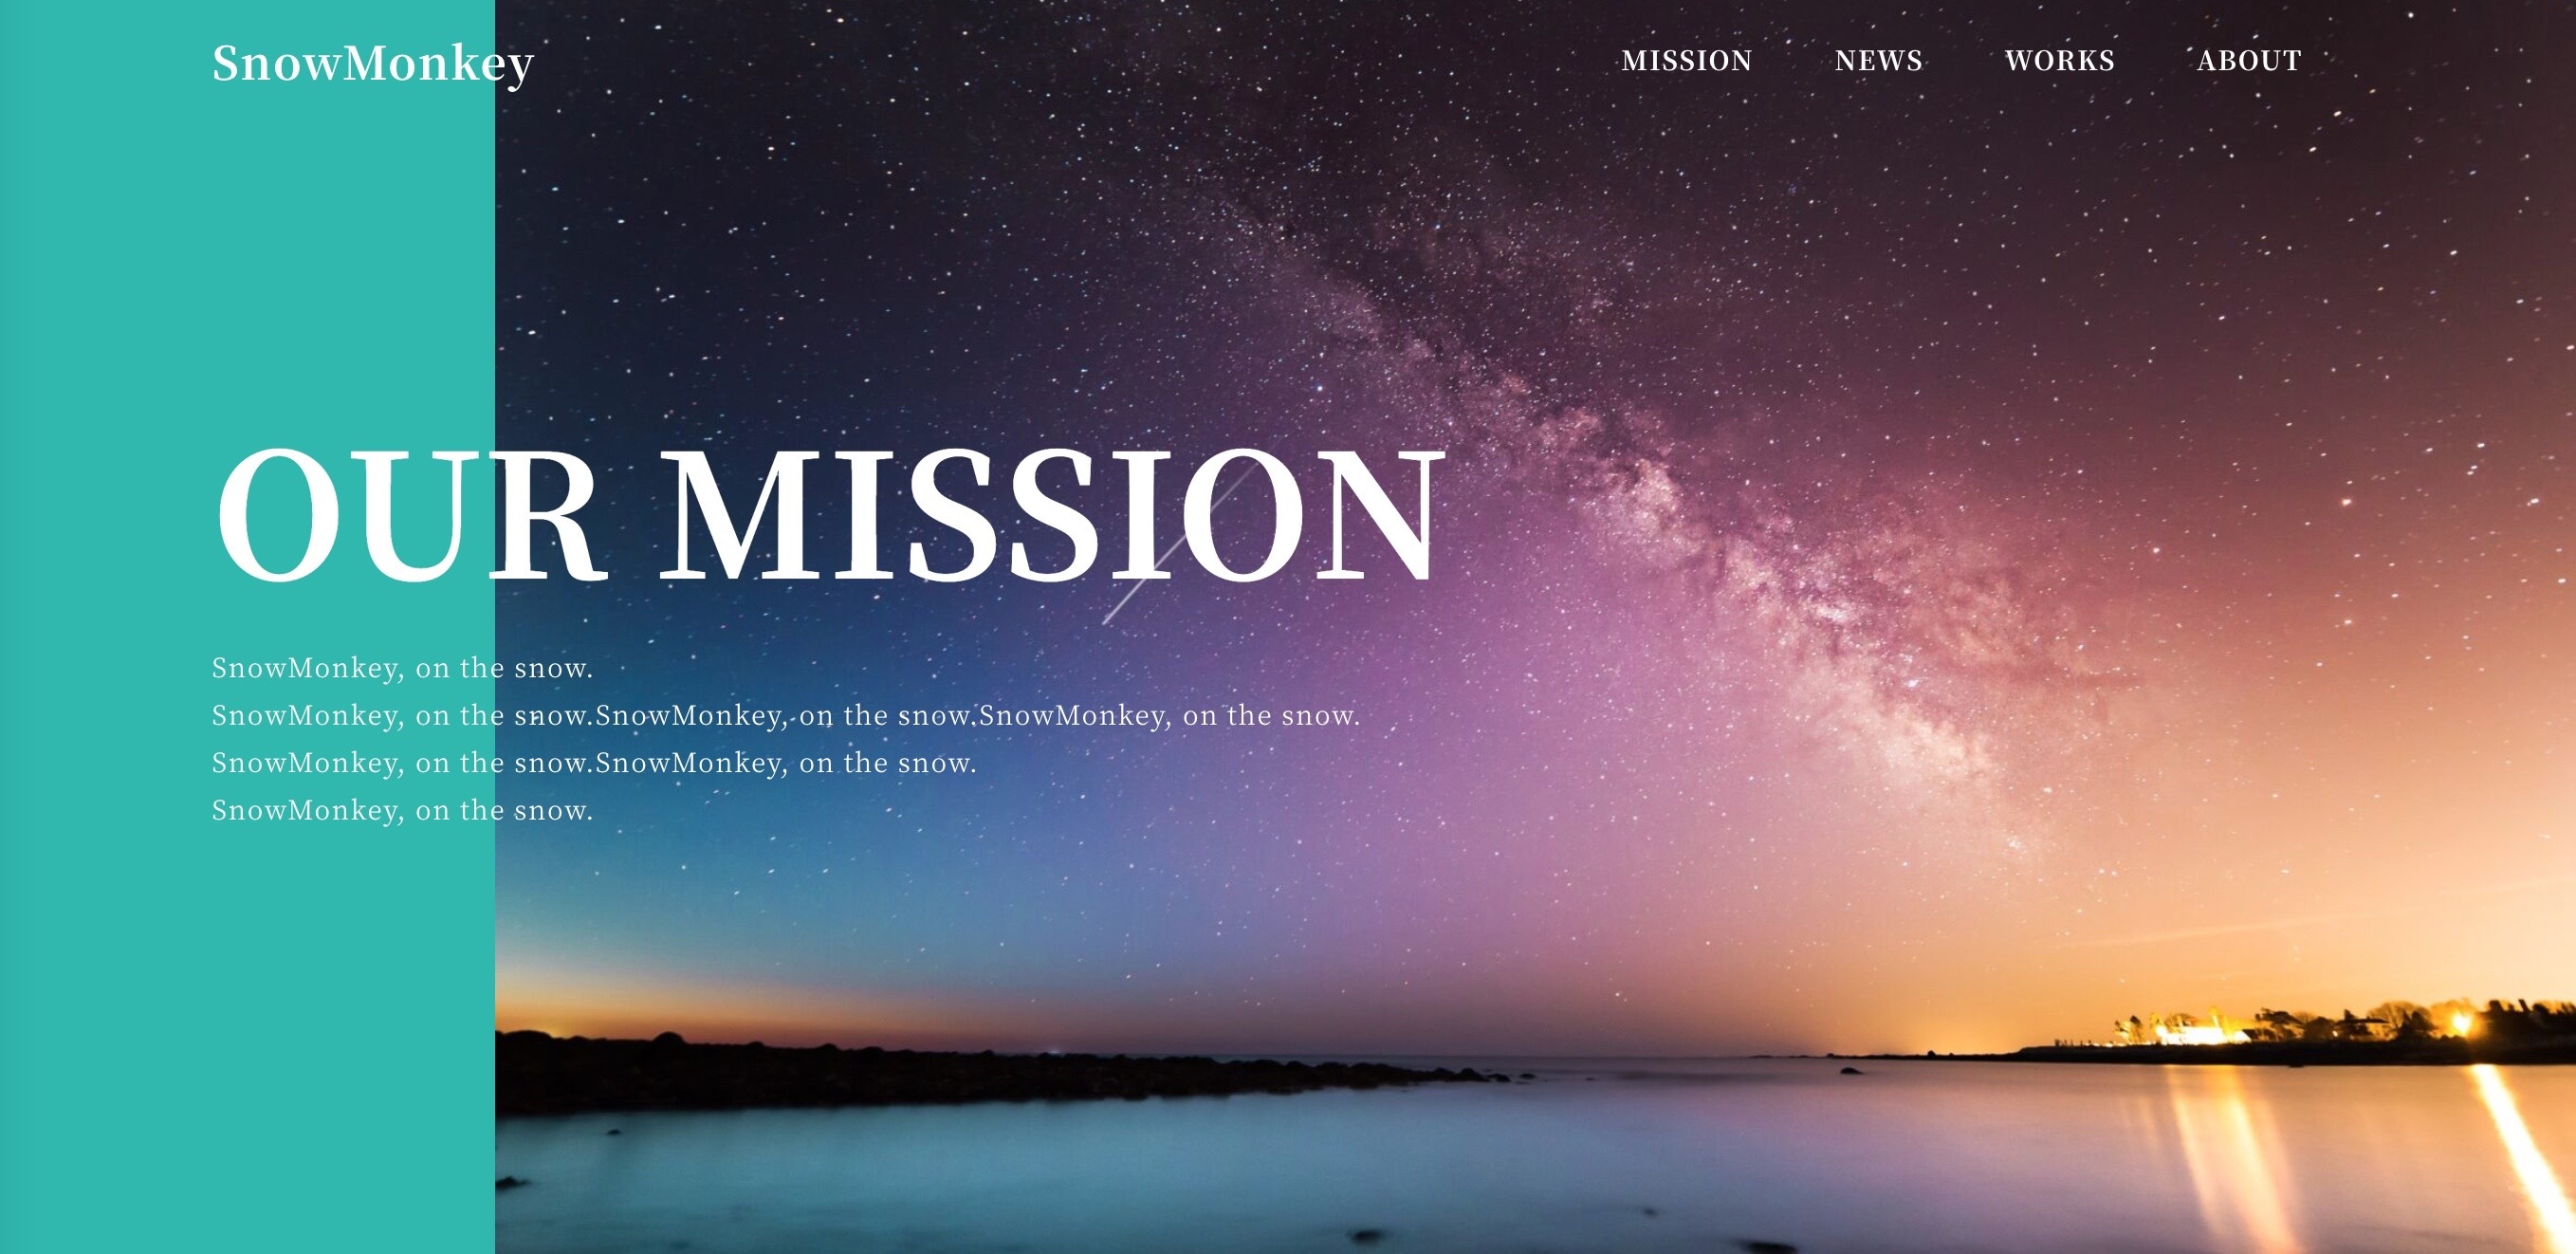 SnowMonkey
MISSION NEWS WORKS ABOUT
OUR MISSION
SnowMonkey, on the snow.
SnowMonkey, on the snow.SnowMonkey, on the snow.SnowMonkey, on the snow.
SnowMonkey, on the snow.SnowMonkey, on the snow.
SnowMonkey, on the snow.